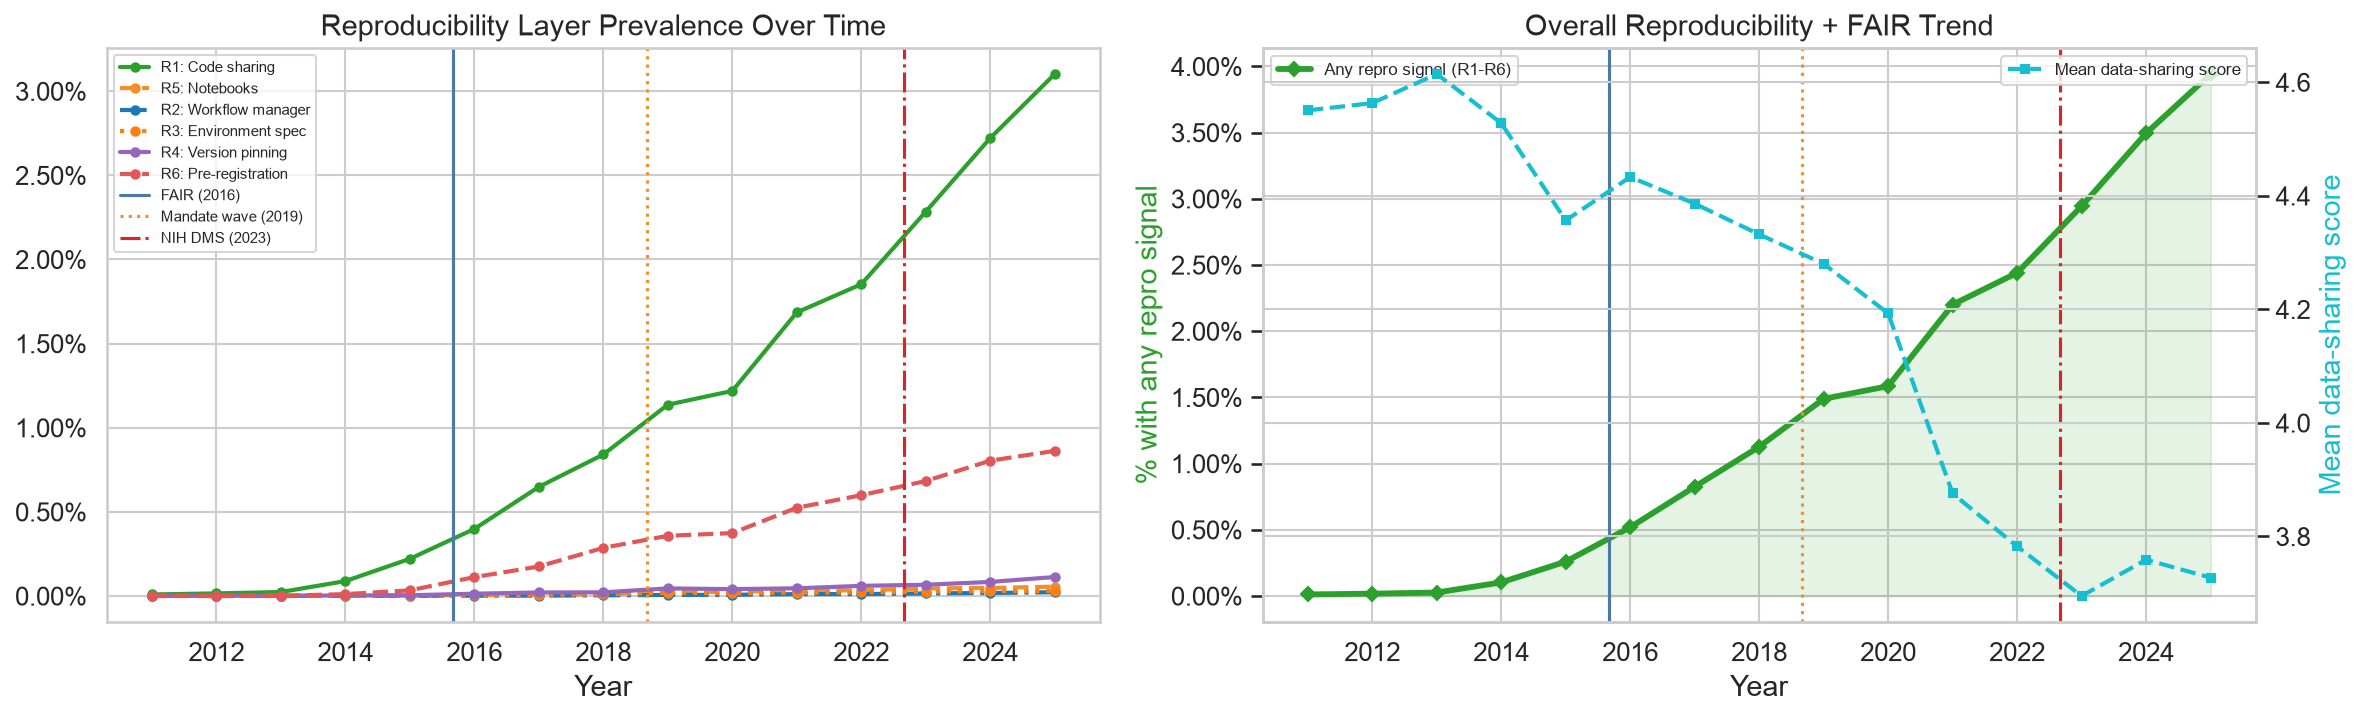 Reproducibility Layer Prevalence Over Time
R1: Code sharing
R5: Notebooks
R2: Workflow manager
R3: Environment spec
R4: Version pinning
R6: Pre-registration
FAIR (2016)
Mandate wave (2019)
NIH DMS (2023)
3.00%
2.50%
2.00%
1.50%
1.00%
0.50%
0.00%
2012 2014 2016 2018 2020 2022 2024
Year
Overall Reproducibility + FAIR Trend
Any repro signal (R1-R6)
Mean data-sharing score
% with any repro signal
4.00%
3.50%
3.00%
2.50%
2.00%
1.50%
1.00%
0.50%
0.00%
4.6
4.4
4.2
4.0
3.8
Mean data-sharing score
2012 2014 2016 2018 2020 2022 2024
Year